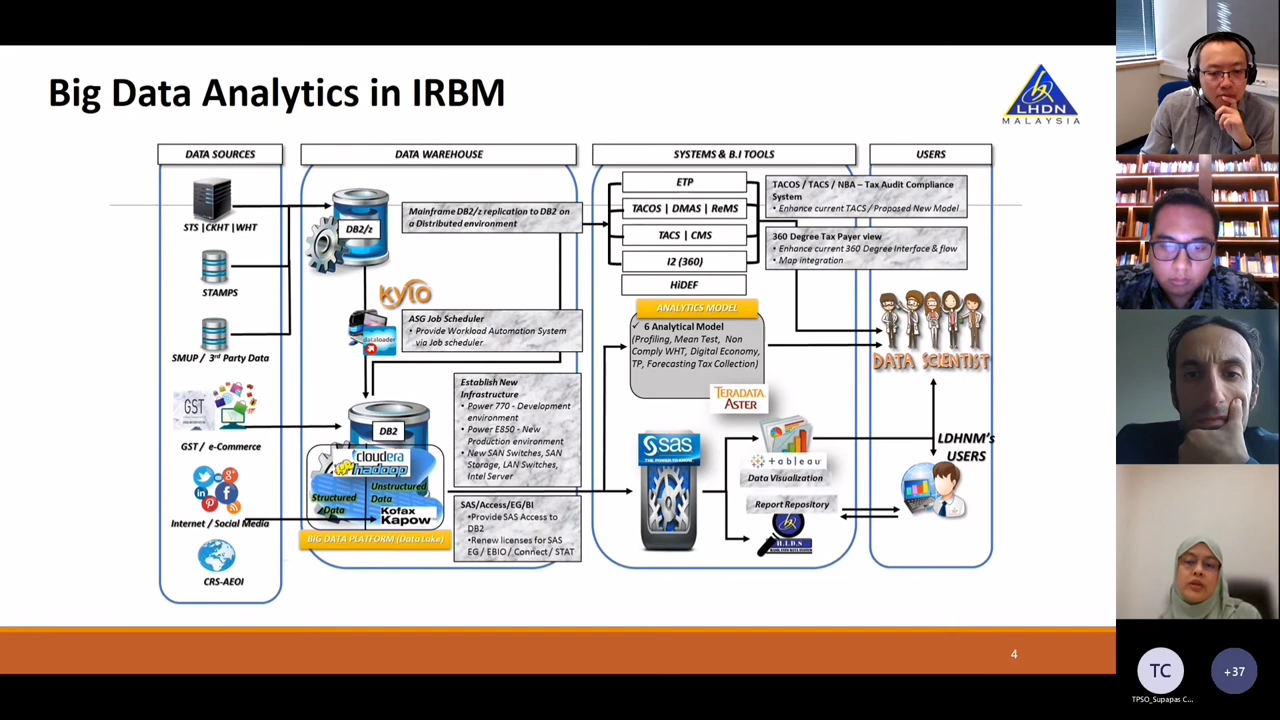 Big Data Analytics in IRBM
LHDN
MALAYSIA
DATA SOURCES
STS |CKHT |WHT
STAMPS
SMUP / 3rd Party Data
GST
GST / e-Commerce
Internet / Social Media
CRS-AEOI
DATA WAREHOUSE
DB2/z
Mainframe DB2/z replication to DB2 on
a Distributed environment
kylo
dataloader
ASG Job Scheduler
• Provide Workload Automation System
via Job scheduler
DB2
cloudera
hadoop
Structured
Data
Unstructured
Data
Kofax
Kapow
BIG DATA PLATFORM (Data Lake)
Establish New
Infrastructure
• Power 770 - Development
environment
• Power E850 - New
Production environment
• New SAN Switches, SAN
Storage, LAN Switches,
Intel Server
SAS/Access/EG/BI
•Provide SAS Access to
DB2
•Renew licenses for SAS
EG / EBIO / Connect / STAT
SYSTEMS & B.I TOOLS
ETP
TACOS | DMAS | ReMS
TACS | CMS
I2 (360)
HiDEF
TACOS / TACS / NBA – Tax Audit Compliance
System
• Enhance current TACS /Proposed New Model
360 Degree Tax Payer view
• Enhance current 360 Degree Interface & flow
• Map integration
ANALYTICS MODEL
✓ 6 Analytical Model
(Profiling, Mean Test, Non
Comply WHT, Digital Economy,
TP, Forecasting Tax Collection)
TERADATA
ASTER
sas
THE POWER TO KNOW
+tableau
Data Visualization
Report Repository
H.I.D.S
USERS
DATA SCIENTIST
LDHNM's
USERS
4
TC
+37
TPSO_Supapas C...